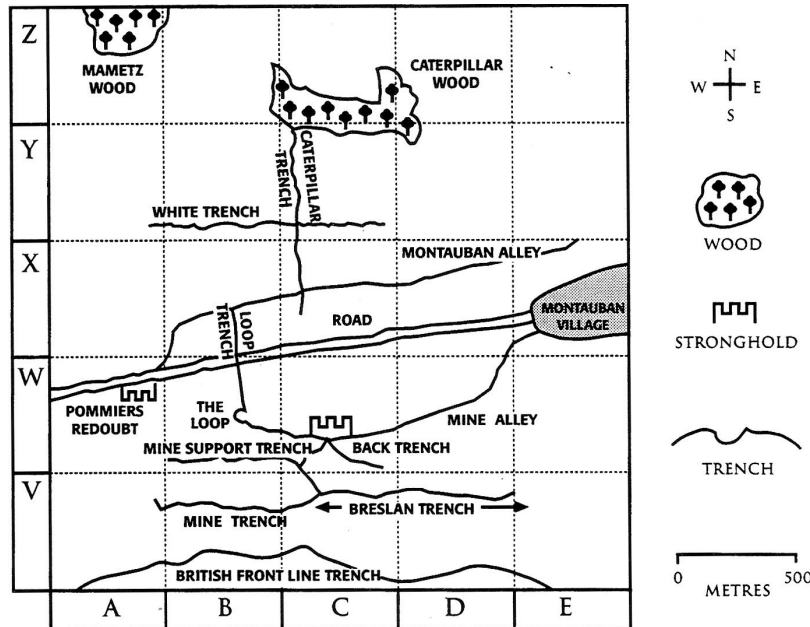 Z
MAMETZ
WOOD
CATERPILLAR
WOOD
N
W E
S
Y
CATERPILLAR
TRENCH
WHITE TRENCH
WOOD
X
MONTAUBAN ALLEY
LOOP
TRENCH
ROAD
MONTAUBAN
VILLAGE
STRONGHOLD
W
POMMIERS
REDOUBT
THE
LOOP
MINE ALLEY
MINE SUPPORT TRENCH
BACK TRENCH
TRENCH
V
MINE TRENCH
BRESLAN TRENCH
BRITISH FRONT LINE TRENCH
0 500
METRES
A B C D E